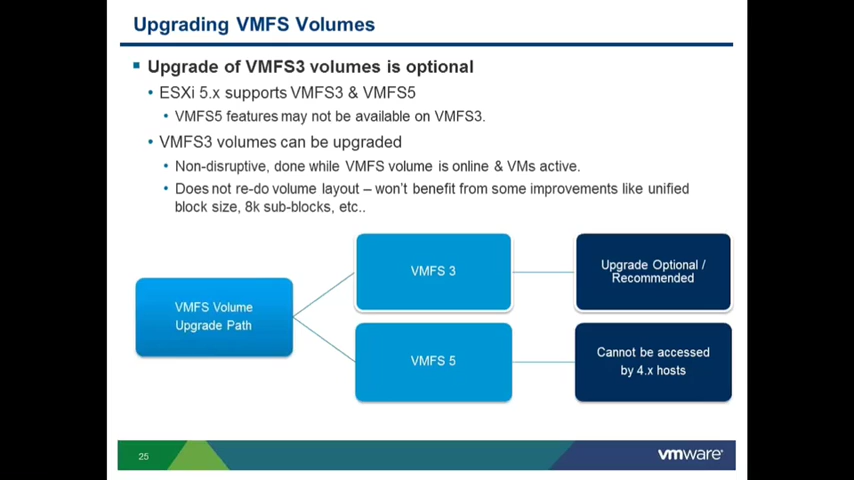 Upgrading VMFS Volumes
Upgrade of VMFS3 volumes is optional
ESXi 5.x supports VMFS3 & VMFS5
VMFS5 features may not be available on VMFS3.
VMFS3 volumes can be upgraded
Non-disruptive, done while VMFS volume is online & VMs active.
Does not re-do volume layout – won't benefit from some improvements like unified
block size, 8k sub-blocks, etc..
VMFS Volume
Upgrade Path
VMFS 3
Upgrade Optional /
Recommended
VMFS 5
Cannot be accessed
by 4.x hosts
25
vmware